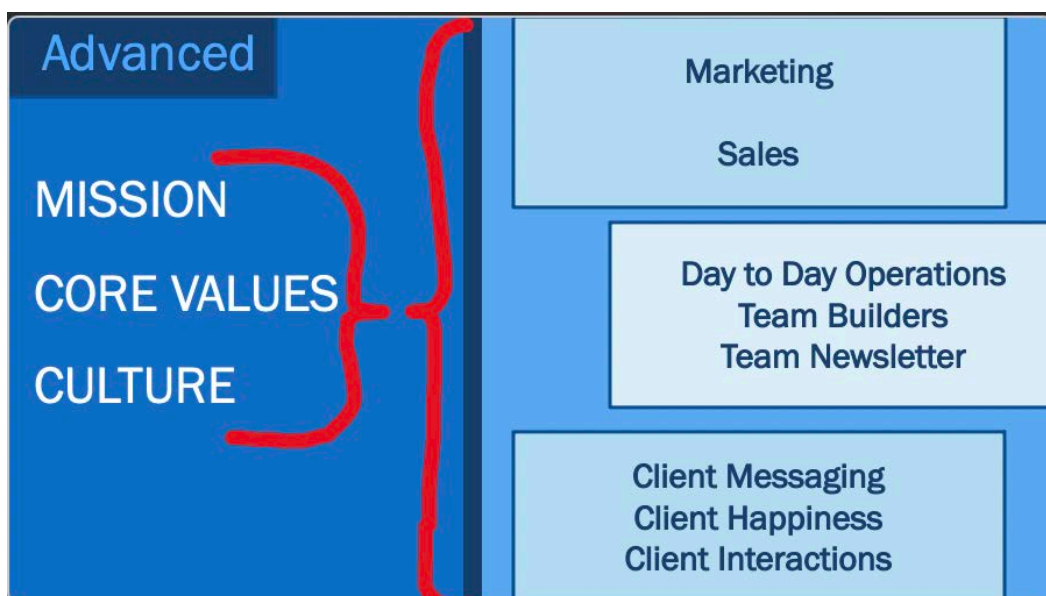 Advanced
MISSION
CORE VALUES
CULTURE
Marketing
Sales
Day to Day Operations
Team Builders
Team Newsletter
Client Messaging
Client Happiness
Client Interactions